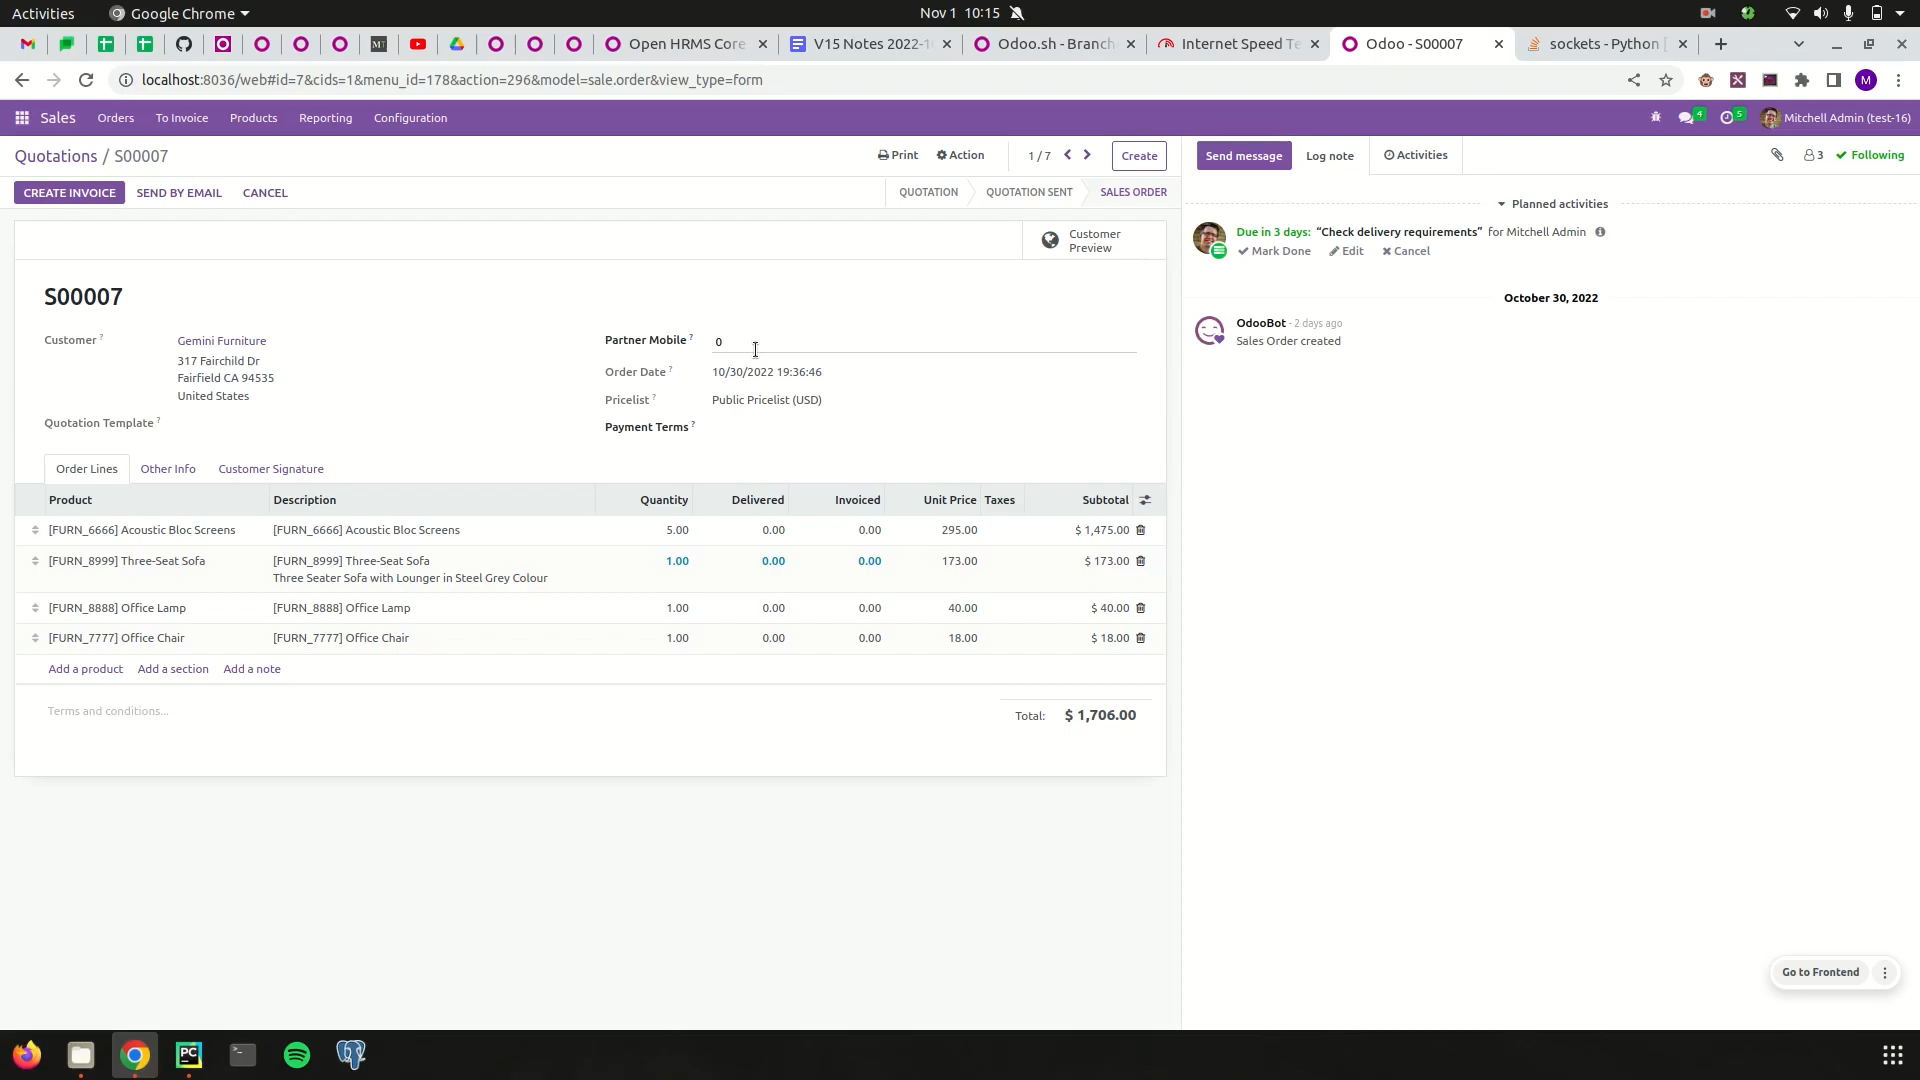 Activities
Google Chrome
Nov 1 10:15
MT
Open HRMS Core
V15 Notes 2022-1
Odoo.sh - Branch
Internet Speed Te
Odoo - S00007
sockets - Python [
localhost:8036/web#id=7&cids=1&menu_id=178&action=296&model=sale.order&view_type=form
M
Sales
Orders
To Invoice
Products
Reporting
Configuration
4
5
Mitchell Admin (test-16)
Quotations / S00007
Print
Action
1 / 7
Create
Send message
Log note
Activities
3
Following
CREATE INVOICE
SEND BY EMAIL
CANCEL
QUOTATION
QUOTATION SENT
SALES ORDER
Customer
Preview
S00007
Customer ?
Gemini Furniture
317 Fairchild Dr
Fairfield CA 94535
United States
Quotation Template ?
Partner Mobile ?
0
Order Date ?
10/30/2022 19:36:46
Pricelist ?
Public Pricelist (USD)
Payment Terms ?
Order Lines
Other Info
Customer Signature
Product Description Quantity Delivered Invoiced Unit Price Taxes Subtotal
[FURN_6666] Acoustic Bloc Screens [FURN_6666] Acoustic Bloc Screens 5.00 0.00 0.00 295.00 $ 1,475.00
[FURN_8999] Three-Seat Sofa [FURN_8999] Three-Seat Sofa 1.00 0.00 0.00 173.00 $ 173.00
Three Seater Sofa with Lounger in Steel Grey Colour
[FURN_8888] Office Lamp [FURN_8888] Office Lamp 1.00 0.00 0.00 40.00 $ 40.00
[FURN_7777] Office Chair [FURN_7777] Office Chair 1.00 0.00 0.00 18.00 $ 18.00
Add a product
Add a section
Add a note
Terms and conditions...
Total: $ 1,706.00
Planned activities
Due in 3 days: “Check delivery requirements” for Mitchell Admin
Mark Done
Edit
Cancel
October 30, 2022
OdooBot - 2 days ago
Sales Order created
Go to Frontend
PC